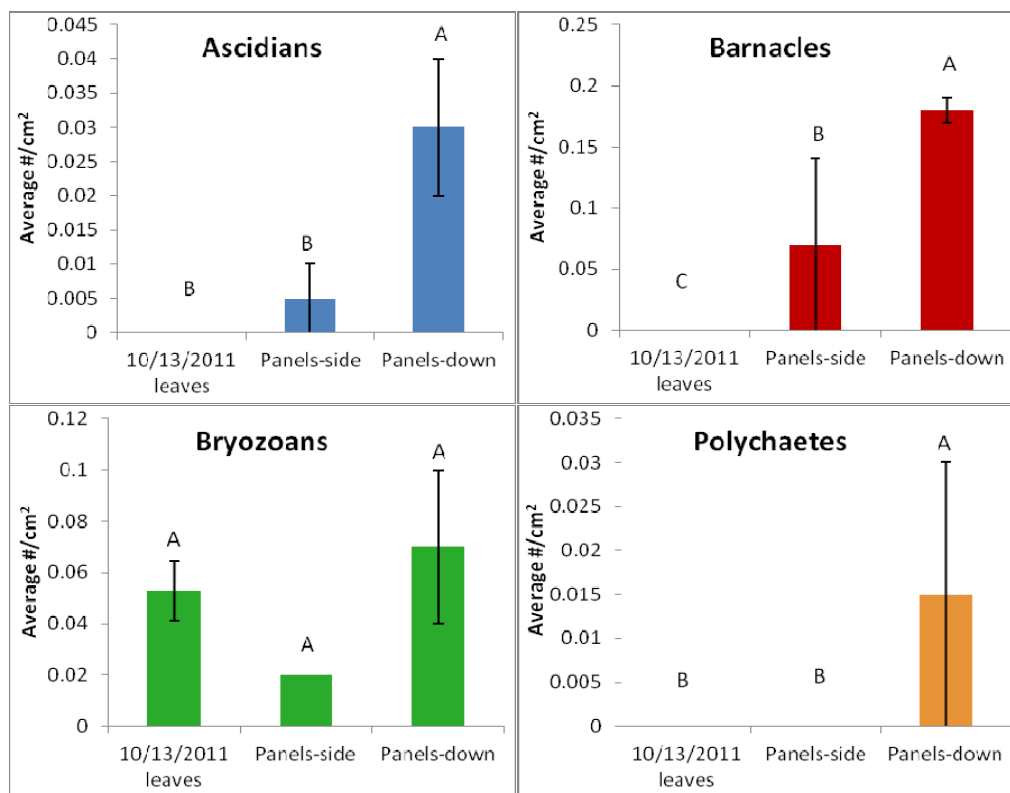 Ascidians
Average #/cm²
0.045
0.04
0.035
0.03
0.025
0.02
0.015
0.01
0.005
0
B
B
A
10/13/2011 leaves
Panels-side
Panels-down
Barnacles
Average #/cm²
0.25
0.2
0.15
0.1
0.05
0
C
B
A
10/13/2011 leaves
Panels-side
Panels-down
Bryozoans
Average #/cm²
0.12
0.1
0.08
0.06
0.04
0.02
0
A
A
A
10/13/2011 leaves
Panels-side
Panels-down
Polychaetes
Average #/cm²
0.035
0.03
0.025
0.02
0.015
0.01
0.005
0
B
B
A
10/13/2011 leaves
Panels-side
Panels-down